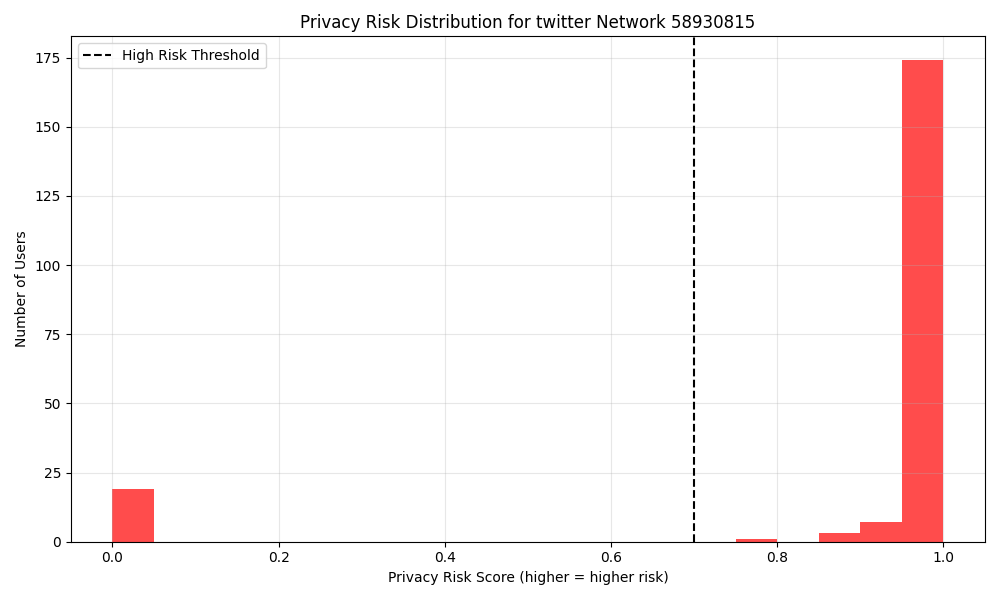 Privacy Risk Distribution for twitter Network 58930815
High Risk Threshold
175
150
125
100
75
50
25
0
Number of Users
0.0 0.2 0.4 0.6 0.8 1.0
Privacy Risk Score (higher = higher risk)